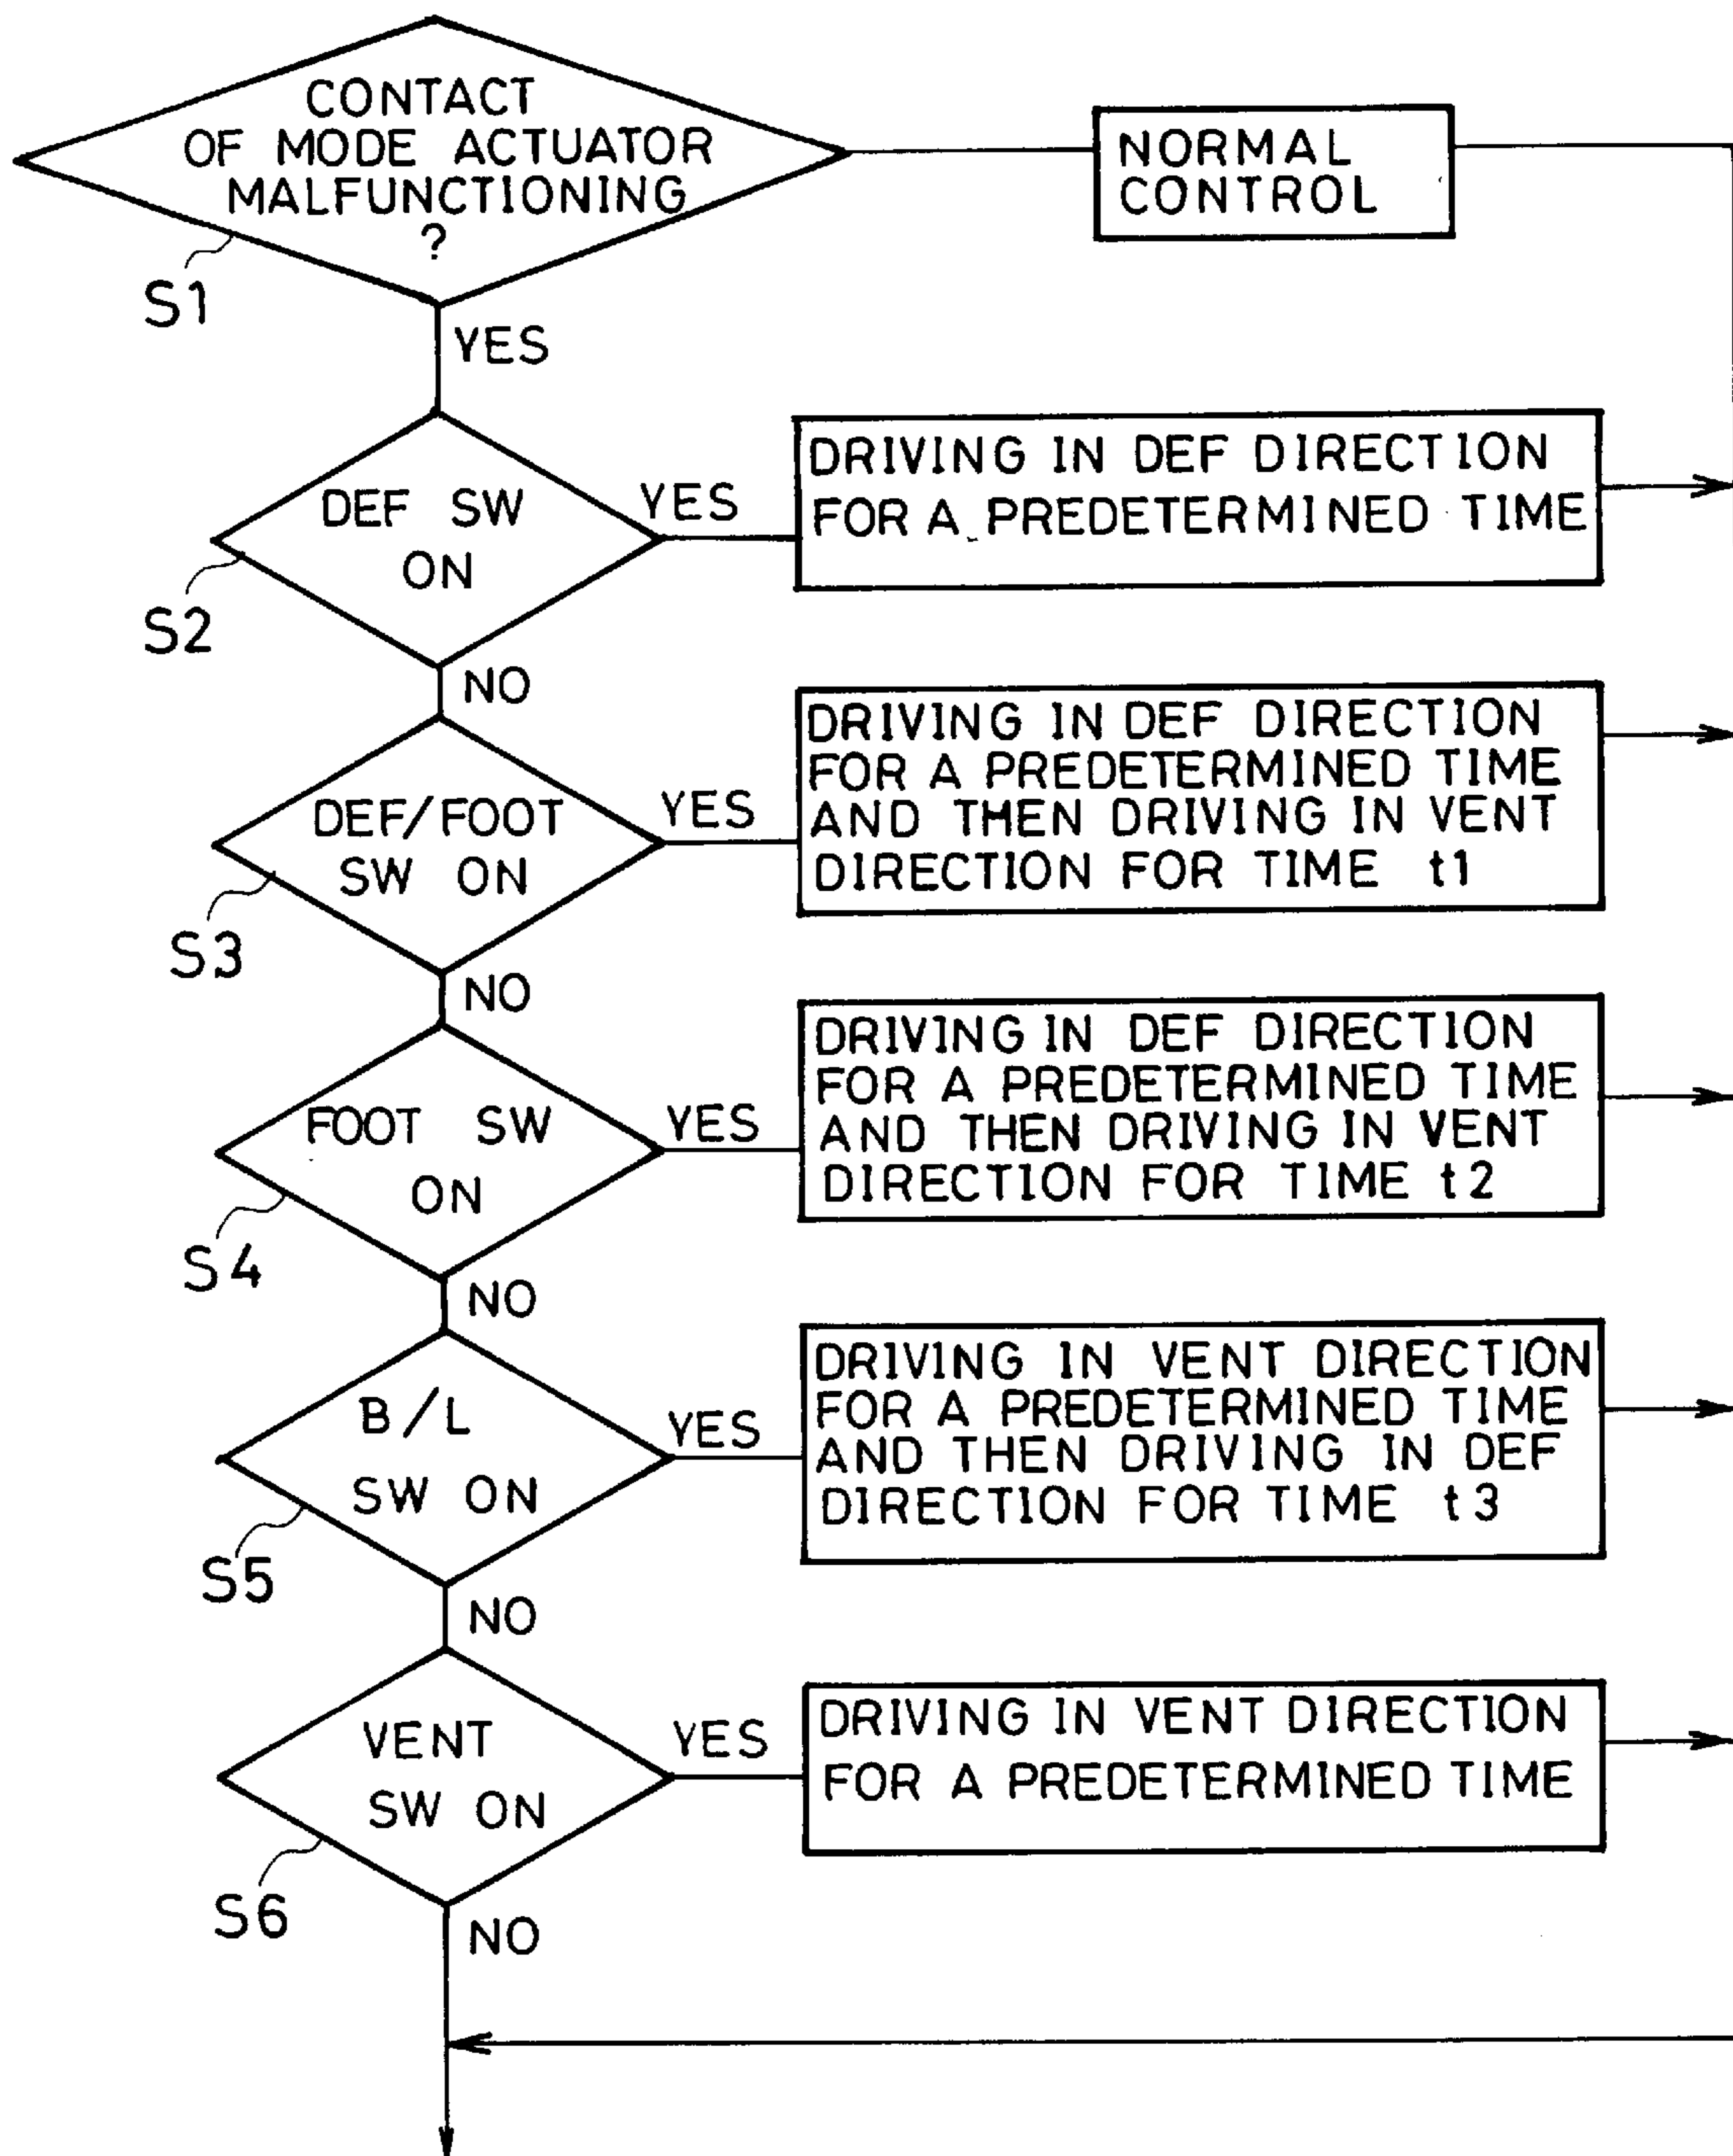 CONTACT
OF MODE ACTUATOR
MALFUNCTIONING
?
S1
NORMAL
CONTROL
YES
DEF SW
ON
S2
YES
DRIVING IN DEF DIRECTION
FOR A PREDETERMINED TIME
NO
DEF/FOOT
SW ON
S3
YES
DRIVING IN DEF DIRECTION
FOR A PREDETERMINED TIME
AND THEN DRIVING IN VENT
DIRECTION FOR TIME t1
NO
FOOT SW
ON
S4
YES
DRIVING IN DEF DIRECTION
FOR A PREDETERMINED TIME
AND THEN DRIVING IN VENT
DIRECTION FOR TIME t2
NO
B/L
SW ON
S5
YES
DRIVING IN VENT DIRECTION
FOR A PREDETERMINED TIME
AND THEN DRIVING IN DEF
DIRECTION FOR TIME t3
NO
VENT
SW ON
S6
YES
DRIVING IN VENT DIRECTION
FOR A PREDETERMINED TIME
NO